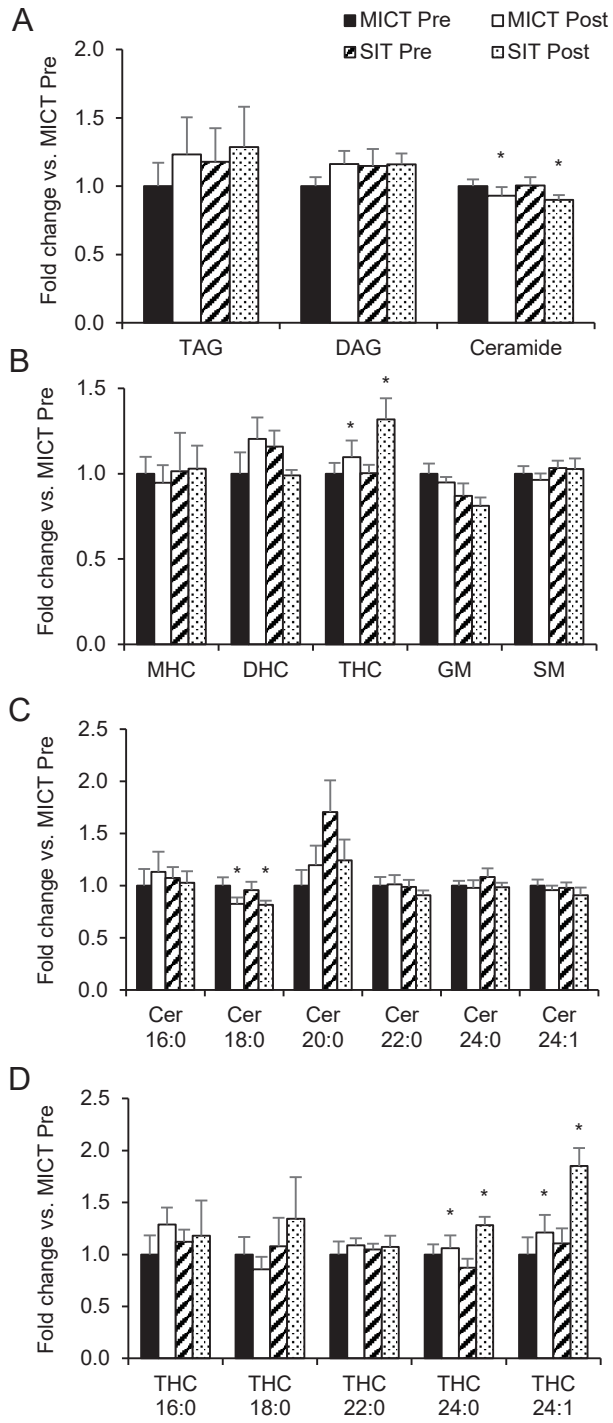 A
MICT Pre MICT Post
SIT Pre SIT Post
Fold change vs. MICT Pre
2.0
1.5
1.0
0.5
0.0
*
*
TAG DAG Ceramide
B
Fold change vs. MICT Pre
1.5
1.0
0.5
0.0
*
*
MHC DHC THC GM SM
C
Fold change vs. MICT Pre
2.5
2.0
1.5
1.0
0.5
0.0
* *
Cer Cer Cer Cer Cer Cer
16:0 18:0 20:0 22:0 24:0 24:1
D
Fold change vs. MICT Pre
2.5
2.0
1.5
1.0
0.5
0.0
*
*
*
*
THC THC THC THC THC
16:0 18:0 22:0 24:0 24:1